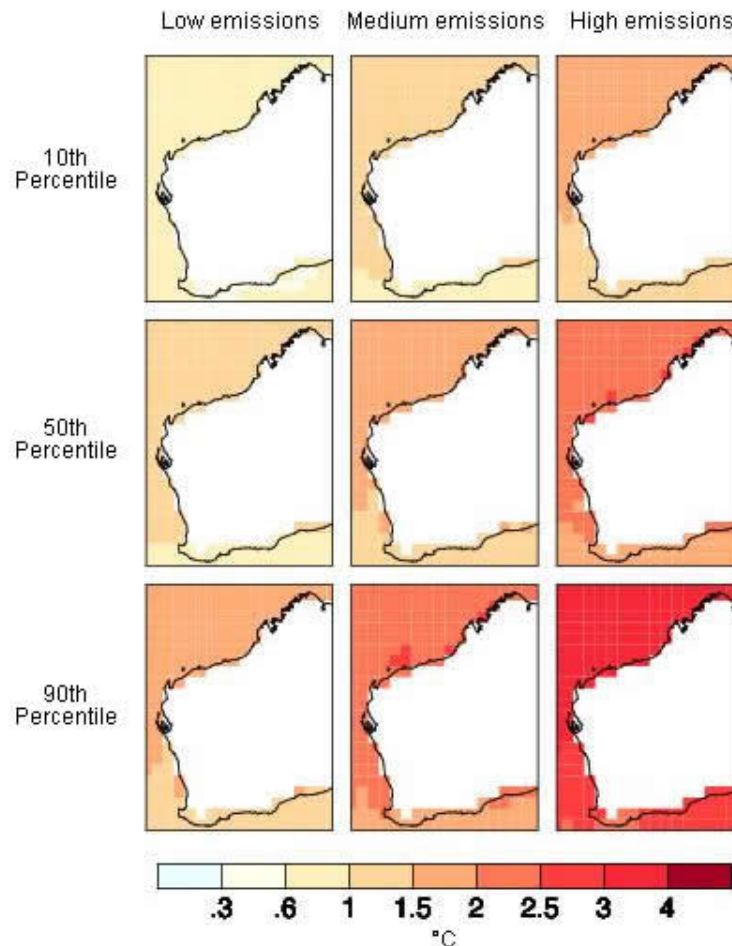 Low emissions Medium emissions High emissions
10th
Percentile
50th
Percentile
90th
Percentile
.3 .6 1 1.5 2 2.5 3 4
°C